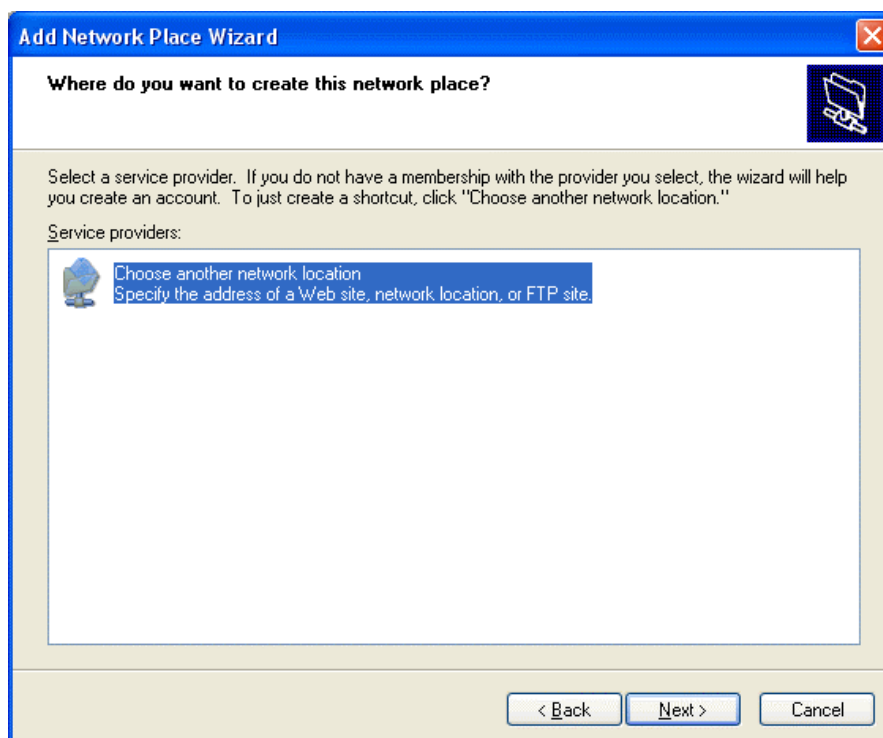 Add Network Place Wizard
Where do you want to create this network place?
Select a service provider. If you do not have a membership with the provider you select, the wizard will help
you create an account. To just create a shortcut, click "Choose another network location."
Service providers:
Choose another network location
Specify the address of a Web site, network location, or FTP site.
< Back Next > Cancel